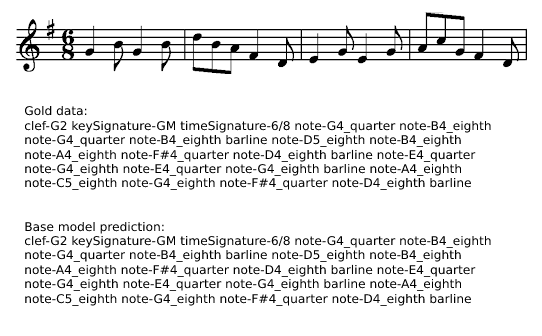 6
8
Gold data:
clef-G2 keySignature-GM timeSignature-6/8 note-G4_quarter note-B4_eighth
note-G4_quarter note-B4_eighth barline note-D5_eighth note-B4_eighth
note-A4_eighth note-F#4_quarter note-D4_eighth barline note-E4_quarter
note-G4_eighth note-E4_quarter note-G4_eighth barline note-A4_eighth
note-C5_eighth note-G4_eighth note-F#4_quarter note-D4_eighth barline
Base model prediction:
clef-G2 keySignature-GM timeSignature-6/8 note-G4_quarter note-B4_eighth
note-G4_quarter note-B4_eighth barline note-D5_eighth note-B4_eighth
note-A4_eighth note-F#4_quarter note-D4_eighth barline note-E4_quarter
note-G4_eighth note-E4_quarter note-G4_eighth barline note-A4_eighth
note-C5_eighth note-G4_eighth note-F#4_quarter note-D4_eighth barline